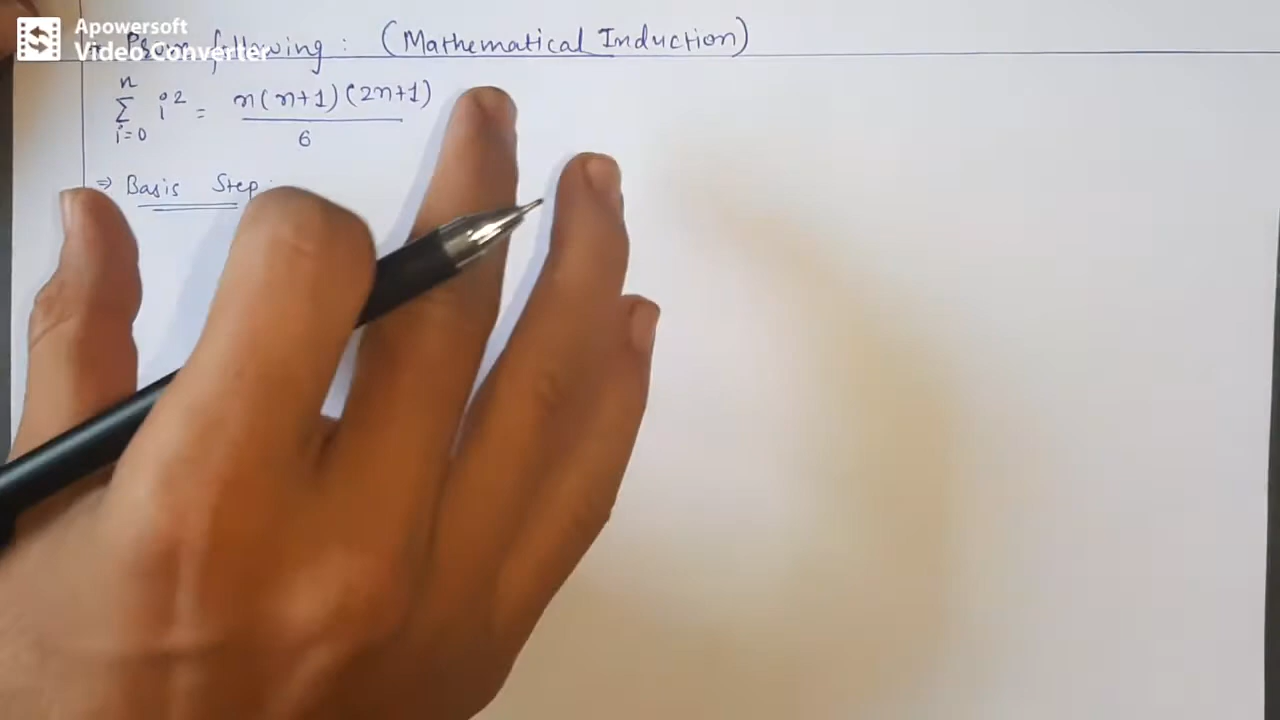 Apowersoft
Video Converter
following : (Mathematical Induction)
n
∑ i² = n(n+1)(2n+1)
i=0 6
⇒ Basis Step: